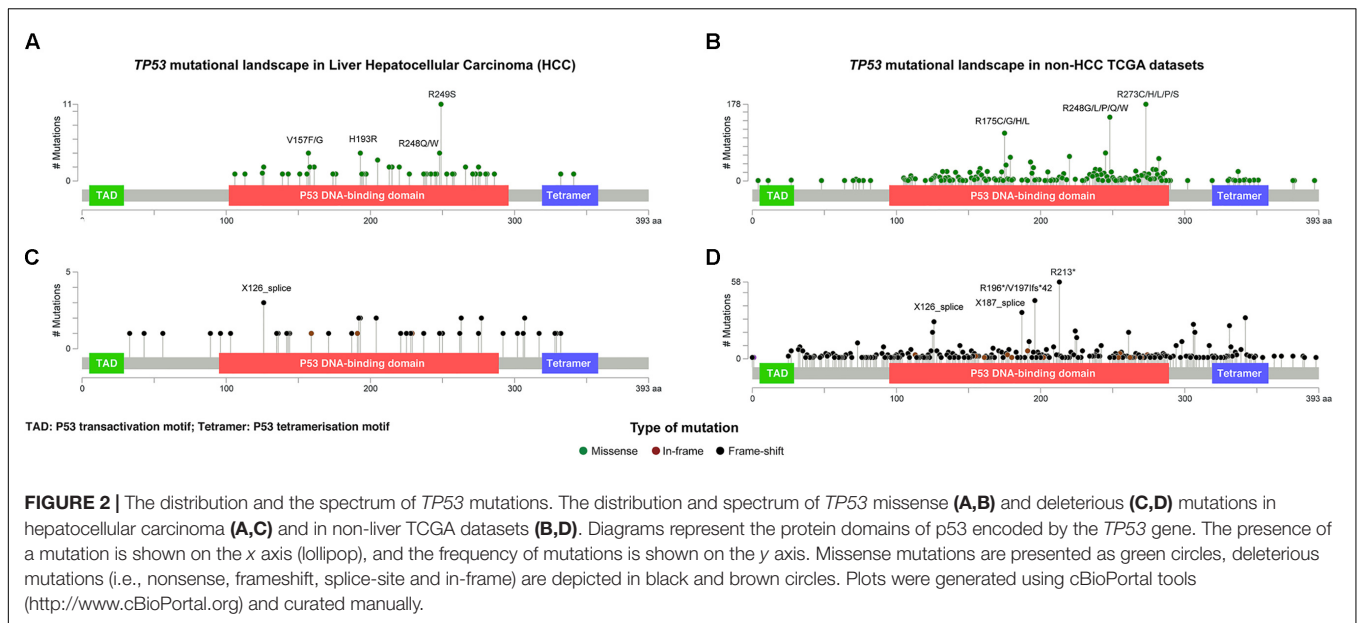 A
TP53 mutational landscape in Liver Hepatocellular Carcinoma (HCC)
11
0
# Mutations
V157F/G
H193R
R248Q/W
R249S
TAD
P53 DNA-binding domain
Tetramer
0
100
200
300
393 aa
B
TP53 mutational landscape in non-HCC TCGA datasets
178
0
# Mutations
R175C/G/H/L
R248G/L/P/Q/W
R273C/H/L/P/S
TAD
P53 DNA-binding domain
Tetramer
0
100
200
300
393 aa
C
5
0
# Mutations
X126_splice
TAD
P53 DNA-binding domain
Tetramer
0
100
200
300
393 aa
D
58
0
# Mutations
X126_splice
X187_splice
R196*/V197Ifs*42
R213*
TAD
P53 DNA-binding domain
Tetramer
0
100
200
300
393 aa
TAD: P53 transactivation motif; Tetramer: P53 tetramerisation motif
Type of mutation
Missense In-frame Frame-shift
FIGURE 2 | The distribution and the spectrum of TP53 mutations. The distribution and spectrum of TP53 missense (A,B) and deleterious (C,D) mutations in
hepatocellular carcinoma (A,C) and in non-liver TCGA datasets (B,D). Diagrams represent the protein domains of p53 encoded by the TP53 gene. The presence of
a mutation is shown on the x axis (lollipop), and the frequency of mutations is shown on the y axis. Missense mutations are presented as green circles, deleterious
mutations (i.e., nonsense, frameshift, splice-site and in-frame) are depicted in black and brown circles. Plots were generated using cBioPortal tools
(http://www.cBioPortal.org) and curated manually.